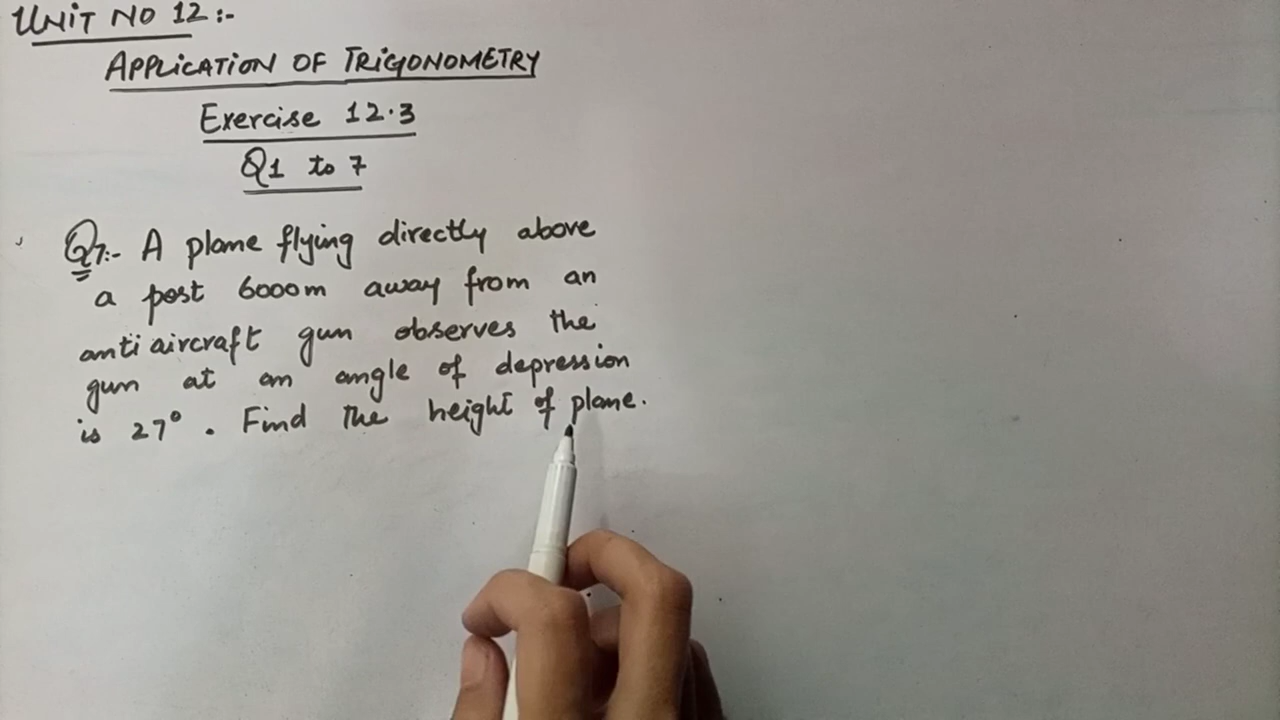 UNIT NO 12:-
APPLICATION OF TRIGONOMETRY
Exercise 12.3
Q1 to 7
Q7:- A plane flying directly above
a post 6000m away from an
anti aircraft gun observes the
gun at an angle of depression
is 27°. Find the height of plane.